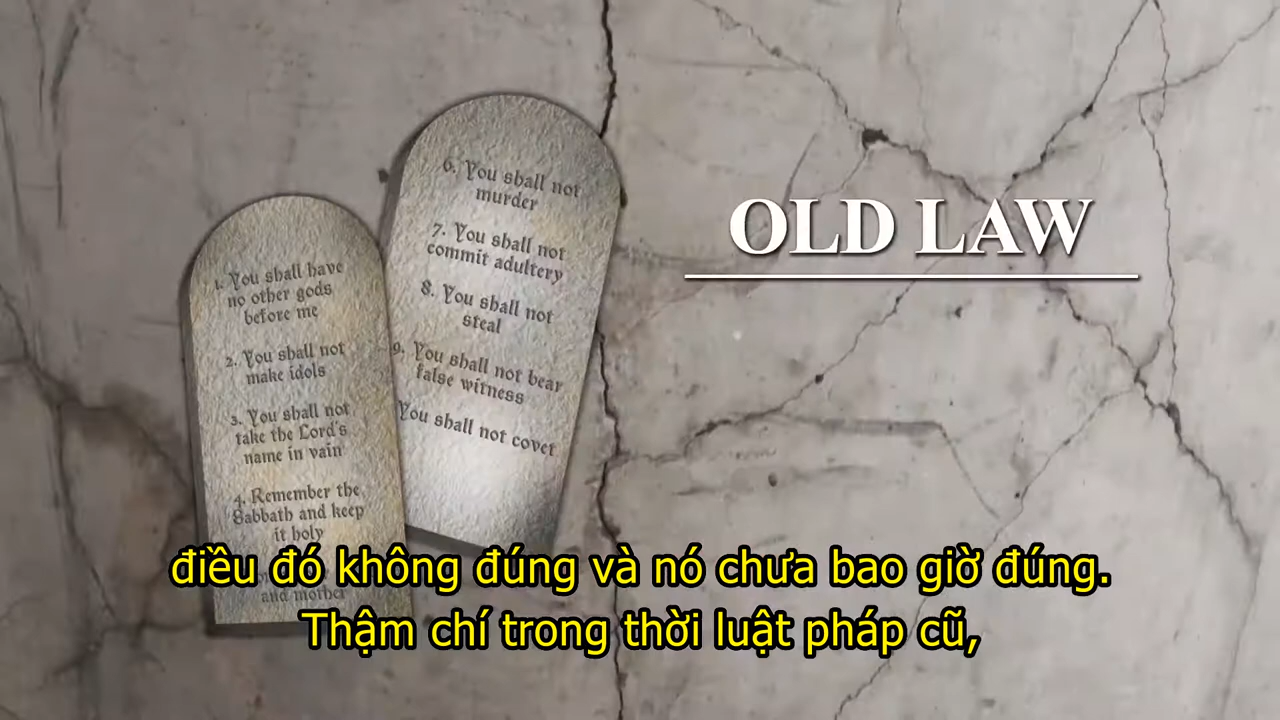 1. You shall have
no other gods
before me
2. You shall not
make idols
3. You shall not
take the Lord's
name in vain
4. Remember the
Sabbath and keep
it holy
and mother
6. You shall not
murder
7. You shall not
commit adultery
8. You shall not
steal
9. You shall not bear
false witness
You shall not covet
OLD LAW
điều đó không đúng và nó chưa bao giờ đúng.
Thậm chí trong thời luật pháp cũ,